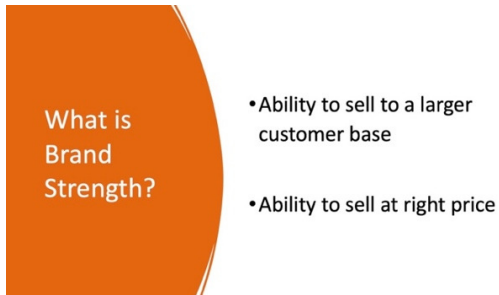 What is
Brand
Strength?
•Ability to sell to a larger
customer base
•Ability to sell at right price